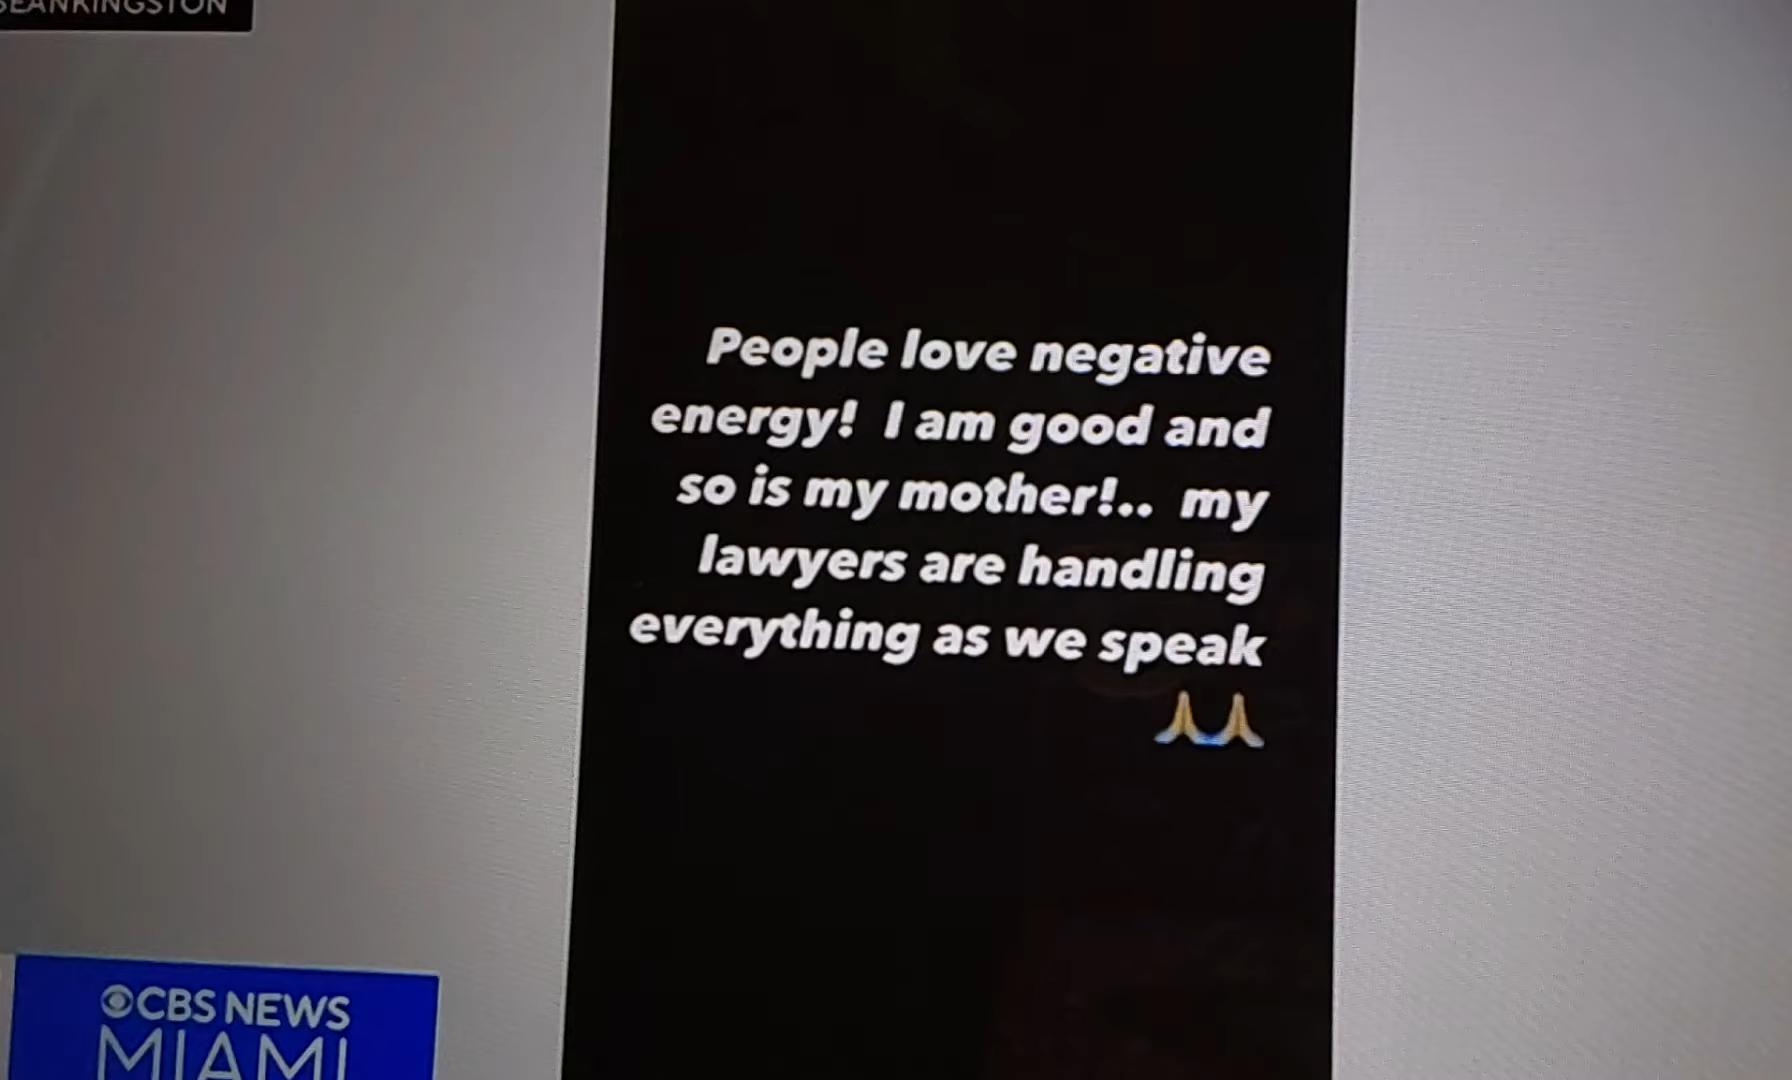 SEANKINGSTON
People love negative
energy! I am good and
so is my mother!.. my
lawyers are handling
everything as we speak
🙏🙏
CBS NEWS
MIAMI